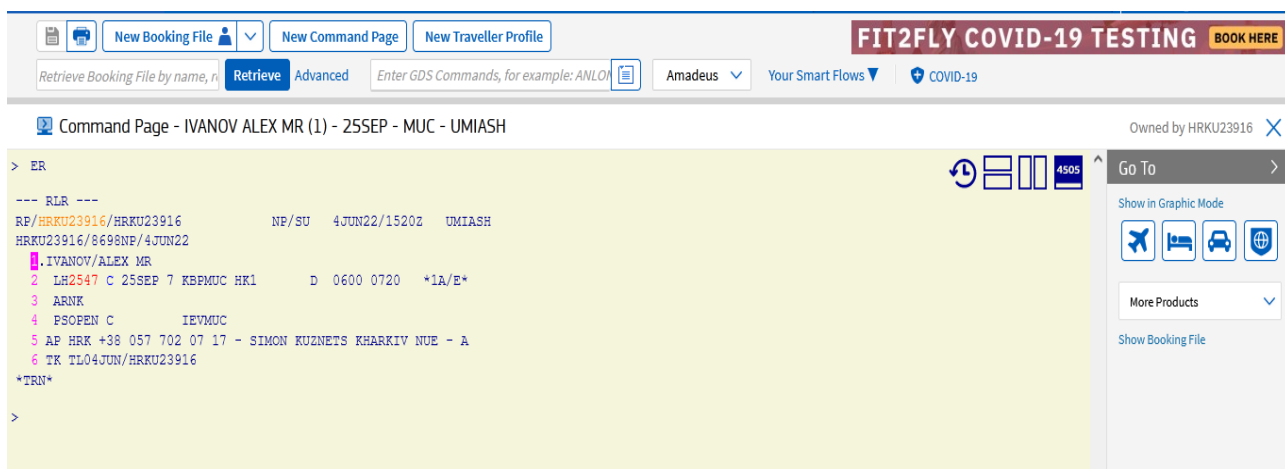 New Booking File
New Command Page
New Traveller Profile
FIT2FLY COVID-19 TESTING BOOK HERE
Retrieve Booking File by name, r
Retrieve
Advanced
Enter GDS Commands, for example: ANLON
Amadeus
Your Smart Flows
COVID-19
Command Page - IVANOV ALEX MR (1) - 25SEP - MUC - UMIASH
Owned by HRKU23916 X
> ER
4505
Go To >
--- RLR ---
RP/HRKU23916/HRKU23916 NP/SU 4JUN22/1520Z UMIASH
HRKU23916/8698NP/4JUN22
1.IVANOV/ALEX MR
2 LH2547 C 25SEP 7 KBPMUC HK1 D 0600 0720 *1A/E*
3 ARNK
4 PSOPEN C IEVMUC
5 AP HRK +38 057 702 07 17 - SIMON KUZNETS KHARKIV NUE - A
6 TK TL04JUN/HRKU23916
*TRN*
>
Show in Graphic Mode
More Products
Show Booking File